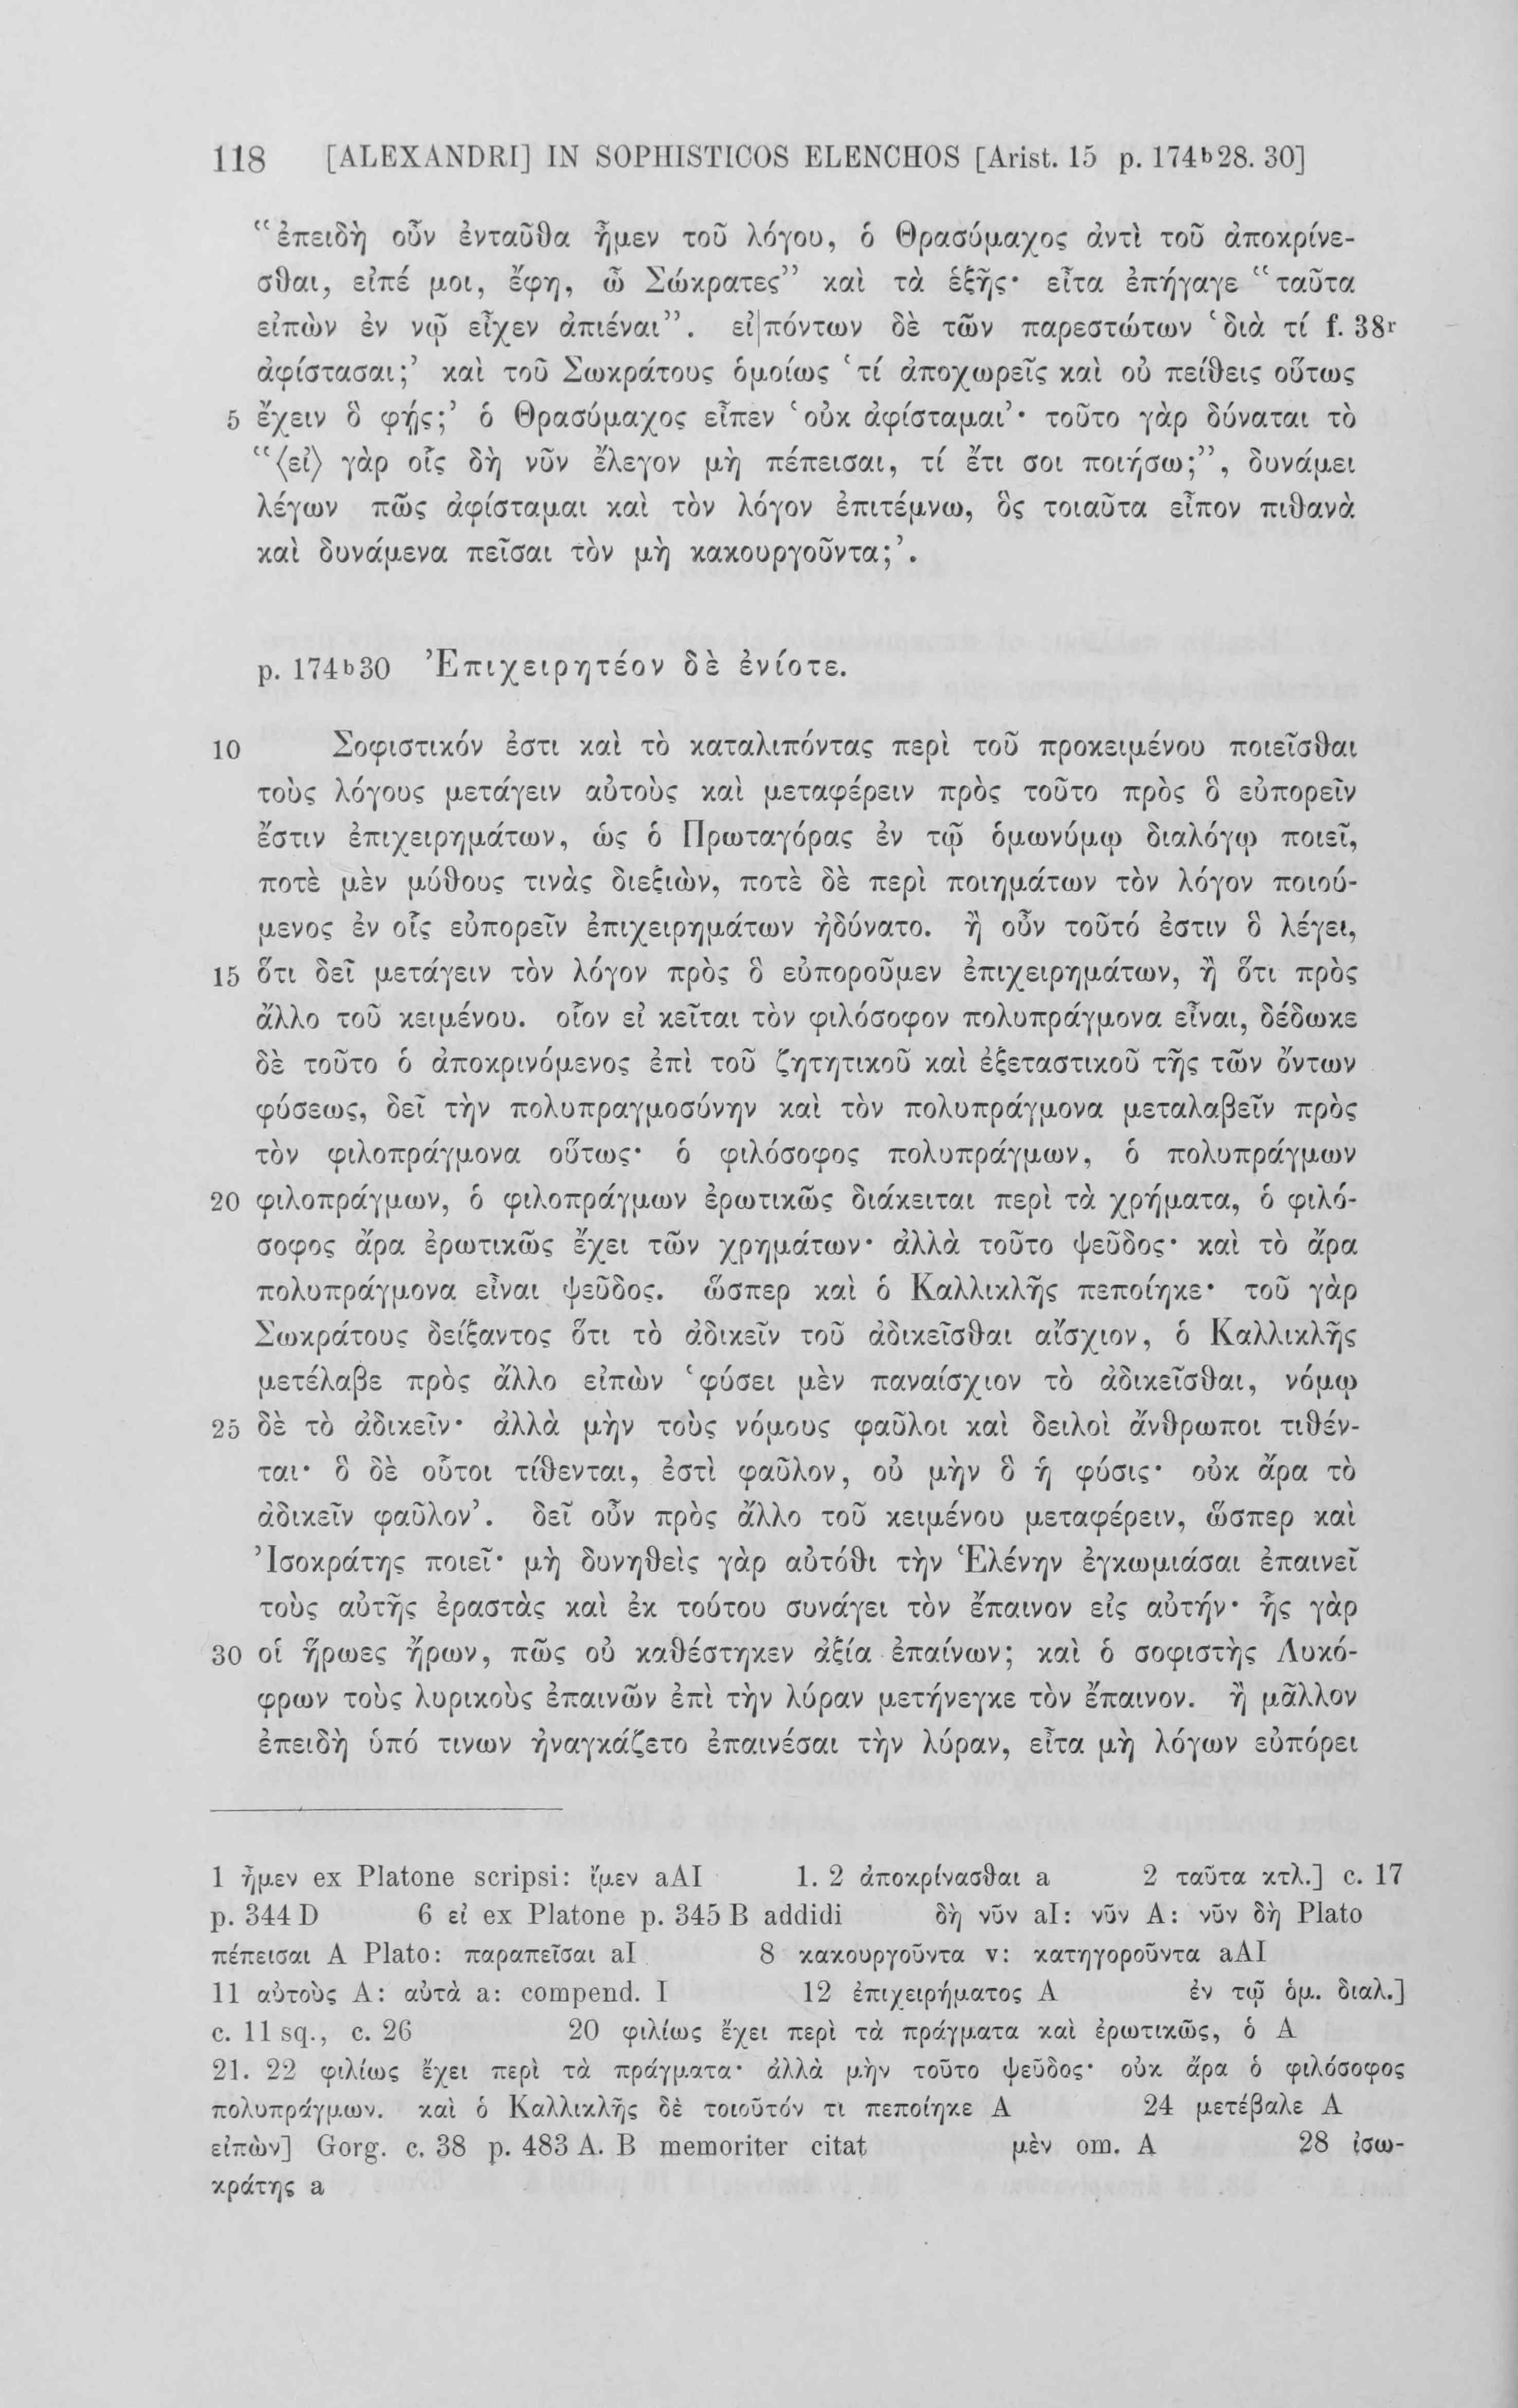 118 [ALEXANDRI] IN SOPHISTICOS ELENCHOS [Arist. 15 p. 174ᵇ28. 30]
“ἐπειδὴ οὖν ἐνταῦθα ἦμεν τοῦ λόγου, ὁ Θρασύμαχος ἀντὶ τοῦ ἀποκρίνε-
σθαι, εἰπέ μοι, ἔφη, ὦ Σώκρατες” καὶ τὰ ἑξῆς· εἶτα ἐπήγαγε “ταῦτα
εἰπὼν ἐν νῷ εἶχεν ἀπιέναι”. εἰ|πόντων δὲ τῶν παρεστώτων ‘διὰ τί f. 38ʳ
ἀφίστασαι;’ καὶ τοῦ Σωκράτους ὁμοίως ‘τί ἀποχωρεῖς καὶ οὐ πείθεις οὕτως
5 ἔχειν ὃ φῄς;’ ὁ Θρασύμαχος εἶπεν ‘οὐκ ἀφίσταμαι’· τοῦτο γὰρ δύναται τὸ
“〈εἰ〉 γὰρ οἷς δὴ νῦν ἔλεγον μὴ πέπεισαι, τί ἔτι σοι ποιήσω;”, δυνάμει
λέγων πῶς ἀφίσταμαι καὶ τὸν λόγον ἐπιτέμνω, ὃς τοιαῦτα εἶπον πιθανὰ
καὶ δυνάμενα πεῖσαι τὸν μὴ κακουργοῦντα;’.
p. 174ᵇ30 Ἐπιχειρητέον δὲ ἐνίοτε.
10 Σοφιστικόν ἐστι καὶ τὸ καταλιπόντας περὶ τοῦ προκειμένου ποιεῖσθαι
τοὺς λόγους μετάγειν αὐτοὺς καὶ μεταφέρειν πρὸς τοῦτο πρὸς ὃ εὐπορεῖν
ἔστιν ἐπιχειρημάτων, ὡς ὁ Πρωταγόρας ἐν τῷ ὁμωνύμῳ διαλόγῳ ποιεῖ,
ποτὲ μὲν μύθους τινὰς διεξιών, ποτὲ δὲ περὶ ποιημάτων τὸν λόγον ποιού-
μενος ἐν οἷς εὐπορεῖν ἐπιχειρημάτων ἠδύνατο. ἢ οὖν τοῦτό ἐστιν ὃ λέγει,
15 ὅτι δεῖ μετάγειν τὸν λόγον πρὸς ὃ εὐποροῦμεν ἐπιχειρημάτων, ἢ ὅτι πρὸς
ἄλλο τοῦ κειμένου. οἷον εἰ κεῖται τὸν φιλόσοφον πολυπράγμονα εἶναι, δέδωκε
δὲ τοῦτο ὁ ἀποκρινόμενος ἐπὶ τοῦ ζητητικοῦ καὶ ἐξεταστικοῦ τῆς τῶν ὄντων
φύσεως, δεῖ τὴν πολυπραγμοσύνην καὶ τὸν πολυπράγμονα μεταλαβεῖν πρὸς
τὸν φιλοπράγμονα οὕτως· ὁ φιλόσοφος πολυπράγμων, ὁ πολυπράγμων
20 φιλοπράγμων, ὁ φιλοπράγμων ἐρωτικῶς διάκειται περὶ τὰ χρήματα, ὁ φιλό-
σοφος ἄρα ἐρωτικῶς ἔχει τῶν χρημάτων· ἀλλὰ τοῦτο ψεῦδος· καὶ τὸ ἄρα
πολυπράγμονα εἶναι ψεῦδος. ὥσπερ καὶ ὁ Καλλικλῆς πεποίηκε· τοῦ γὰρ
Σωκράτους δείξαντος ὅτι τὸ ἀδικεῖν τοῦ ἀδικεῖσθαι αἴσχιον, ὁ Καλλικλῆς
μετέλαβε πρὸς ἄλλο εἰπὼν ‘φύσει μὲν παναίσχιον τὸ ἀδικεῖσθαι, νόμῳ
25 δὲ τὸ ἀδικεῖν· ἀλλὰ μὴν τοὺς νόμους φαῦλοι καὶ δειλοὶ ἄνθρωποι τιθέν-
ται· ὃ δὲ οὗτοι τίθενται, ἐστὶ φαῦλον, οὐ μὴν ὃ ἡ φύσις· οὐκ ἄρα τὸ
ἀδικεῖν φαῦλον’. δεῖ οὖν πρὸς ἄλλο τοῦ κειμένου μεταφέρειν, ὥσπερ καὶ
Ἰσοκράτης ποιεῖ· μὴ δυνηθεὶς γὰρ αὐτόθι τὴν Ἑλένην ἐγκωμιάσαι ἐπαινεῖ
τοὺς αὐτῆς ἐραστὰς καὶ ἐκ τούτου συνάγει τὸν ἔπαινον εἰς αὐτήν· ἧς γὰρ
30 οἱ ἥρωες ἤρων, πῶς οὐ καθέστηκεν ἀξία ἐπαίνων; καὶ ὁ σοφιστὴς Λυκό-
φρων τοὺς λυρικοὺς ἐπαινῶν ἐπὶ τὴν λύραν μετήνεγκε τὸν ἔπαινον. ἢ μᾶλλον
ἐπειδὴ ὑπό τινων ἠναγκάζετο ἐπαινέσαι τὴν λύραν, εἶτα μὴ λόγων εὐπόρει
1 ἦμεν ex Platone scripsi: ἴμεν aAI 1. 2 ἀποκρίνασθαι a 2 ταῦτα κτλ.] c. 17
p. 344 D 6 εἰ ex Platone p. 345 B addidi δὴ νῦν aI: νῦν A: νῦν δὴ Plato
πέπεισαι A Plato: παραπεῖσαι aI 8 κακουργοῦντα v: κατηγοροῦντα aAI
11 αὐτοὺς A: αὐτὰ a: compend. I 12 ἐπιχειρήματος A ἐν τῷ ὁμ. διαλ.]
c. 11 sq., c. 26 20 φιλίως ἔχει περὶ τὰ πράγματα καὶ ἐρωτικῶς, ὁ A
21. 22 φιλίως ἔχει περὶ τὰ πράγματα· ἀλλὰ μὴν τοῦτο ψεῦδος· οὐκ ἄρα ὁ φιλόσοφος
πολυπράγμων. καὶ ὁ Καλλικλῆς δὲ τοιοῦτόν τι πεποίηκε A 24 μετέβαλε A
εἰπὼν] Gorg. c. 38 p. 483 A. B memoriter citat μὲν om. A 28 ἰσω-
κράτης a